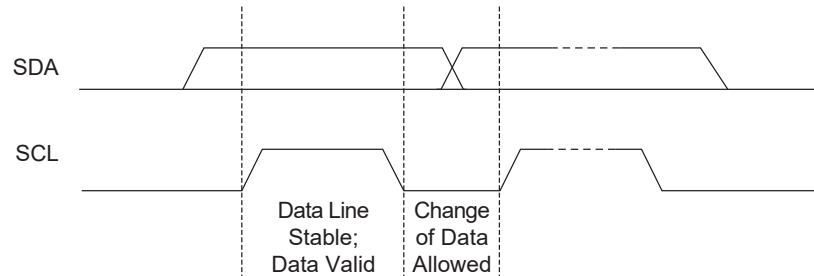 SDA
SCL
Data Line
Stable;
Data Valid
Change
of Data
Allowed